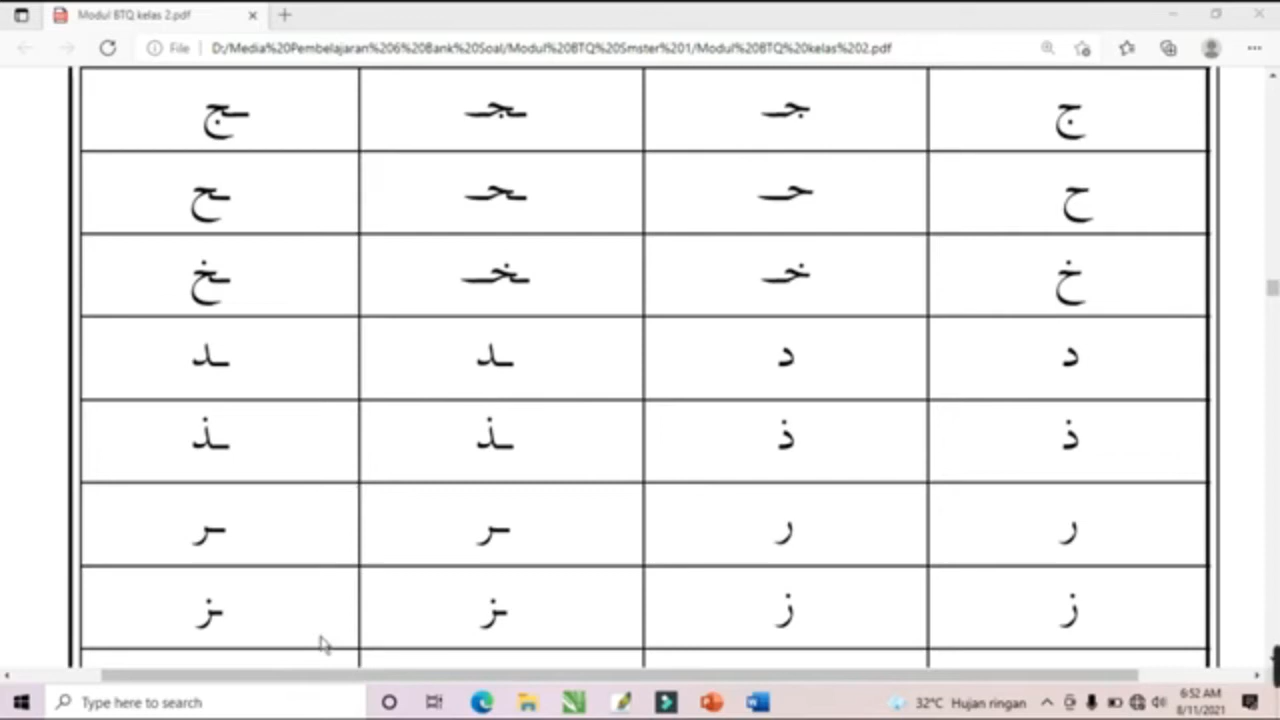 Modul BTQ kelas 2.pdf
File D:/Media%20Pembelajaran%206%20Bank%20Soal/Modul%20BTQ%20Smster%201/Modul%20BTQ%20kelas%202.pdf
ج جـ ـجـ ـج
ح حـ ـحـ ـح
خ خـ ـخـ ـخ
د د ـد ـد
ذ ذ ـذ ـذ
ر ر ـر ـر
ز ز ـز ـز
Type here to search
32°C Hujan ringan
6:52 AM
8/11/2021